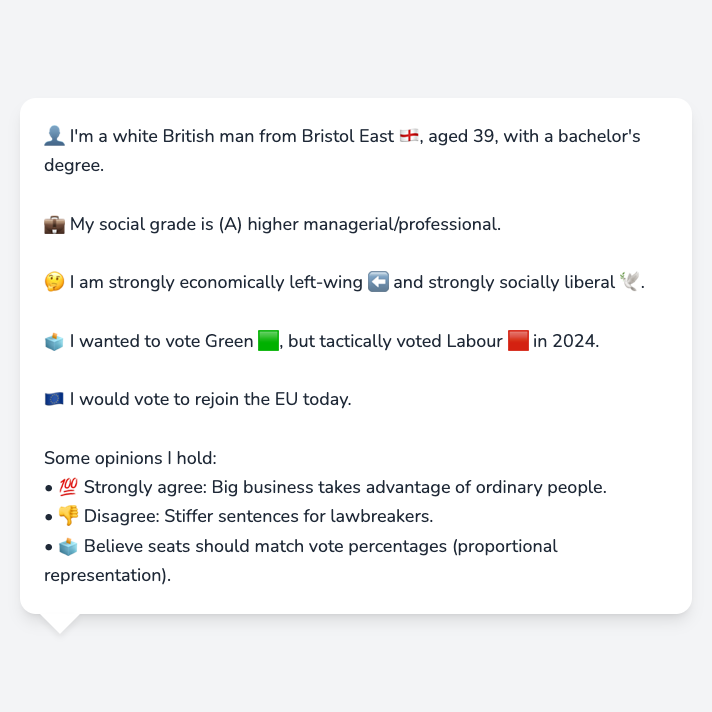 👤 I'm a white British man from Bristol East 🏴󠁧󠁢󠁥󠁮󠁧󠁿, aged 39, with a bachelor's
degree.
💼 My social grade is (A) higher managerial/professional.
🤔 I am strongly economically left-wing ⬅️ and strongly socially liberal 🕊️.
🗳️ I wanted to vote Green 🟩, but tactically voted Labour 🟥 in 2024.
🇪🇺 I would vote to rejoin the EU today.
Some opinions I hold:
• 💯 Strongly agree: Big business takes advantage of ordinary people.
• 👎 Disagree: Stiffer sentences for lawbreakers.
• 🗳️ Believe seats should match vote percentages (proportional
representation).